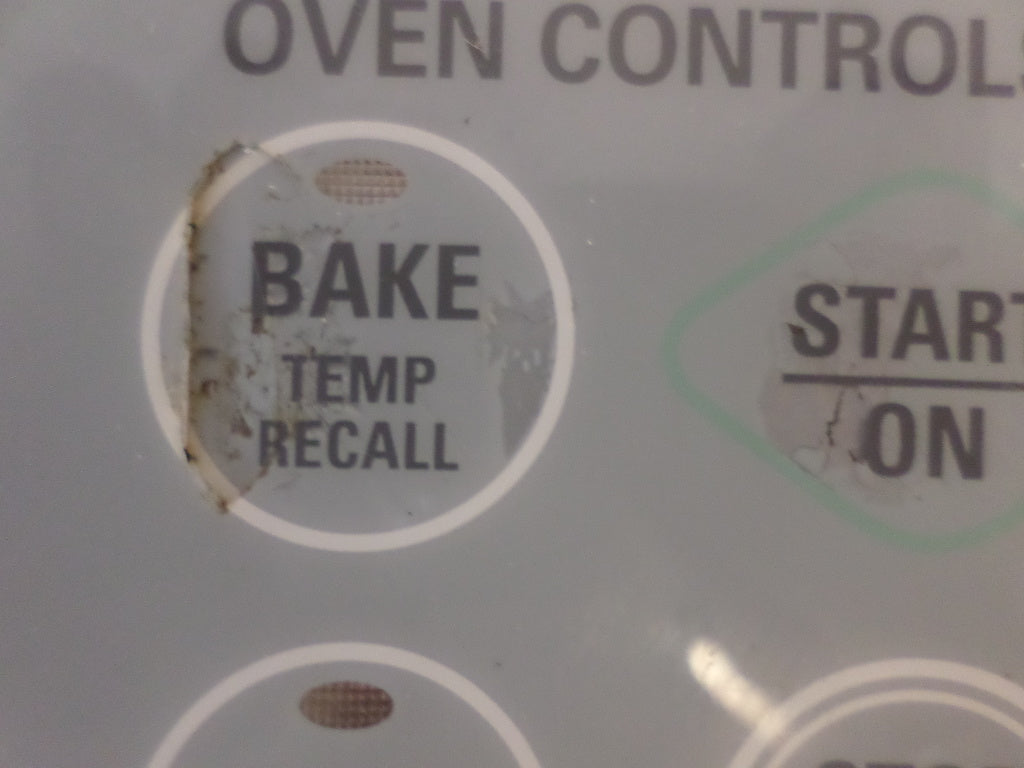 OVEN CONTROLS
BAKE
TEMP
RECALL
START
ON